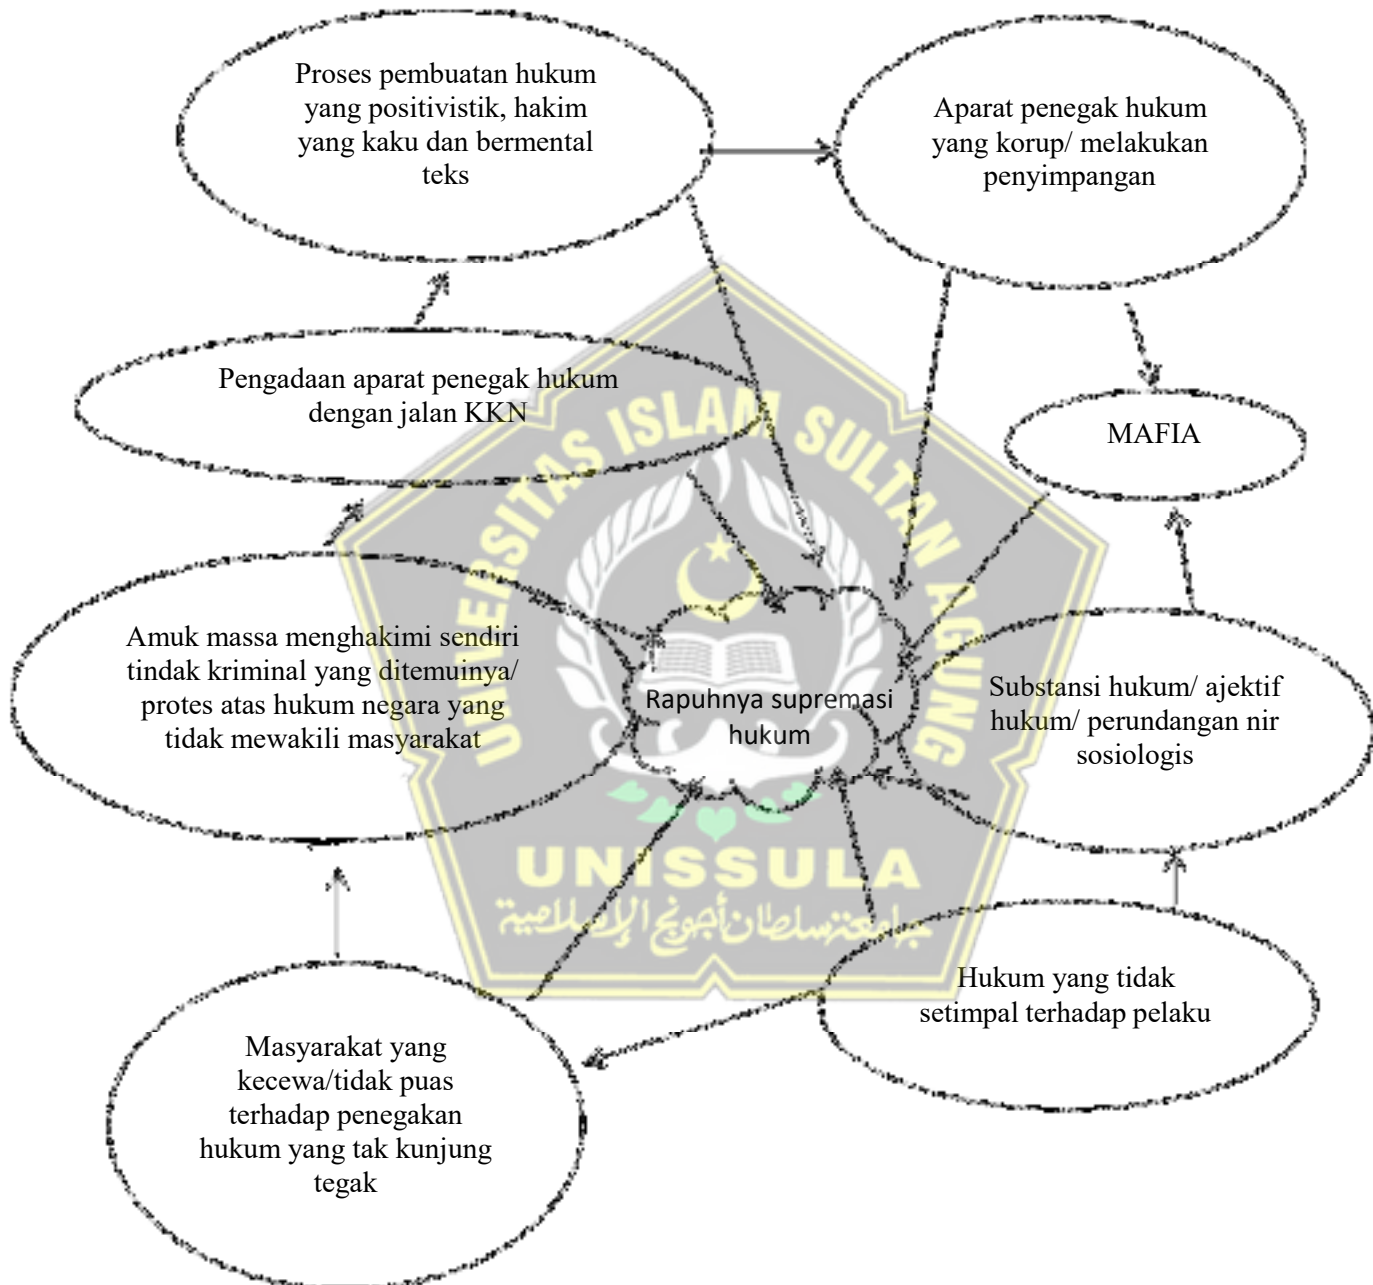 Proses pembuatan hukum
yang positivistik, hakim
yang kaku dan bermental
teks
Aparat penegak hukum
yang korup/ melakukan
penyimpangan
Pengadaan aparat penegak hukum
dengan jalan KKN
MAFIA
UNIVERSITAS ISLAM SULTAN AGUNG
Amuk massa menghakimi sendiri
tindak kriminal yang ditemuinya/
protes atas hukum negara yang
tidak mewakili masyarakat
Rapuhnya supremasi
hukum
Substansi hukum/ ajektif
hukum/ perundangan nir
sosiologis
UNISSULA
جامعتسلطان أجونج الإسلامية
Hukum yang tidak
setimpal terhadap pelaku
Masyarakat yang
kecewa/tidak puas
terhadap penegakan
hukum yang tak kunjung
tegak